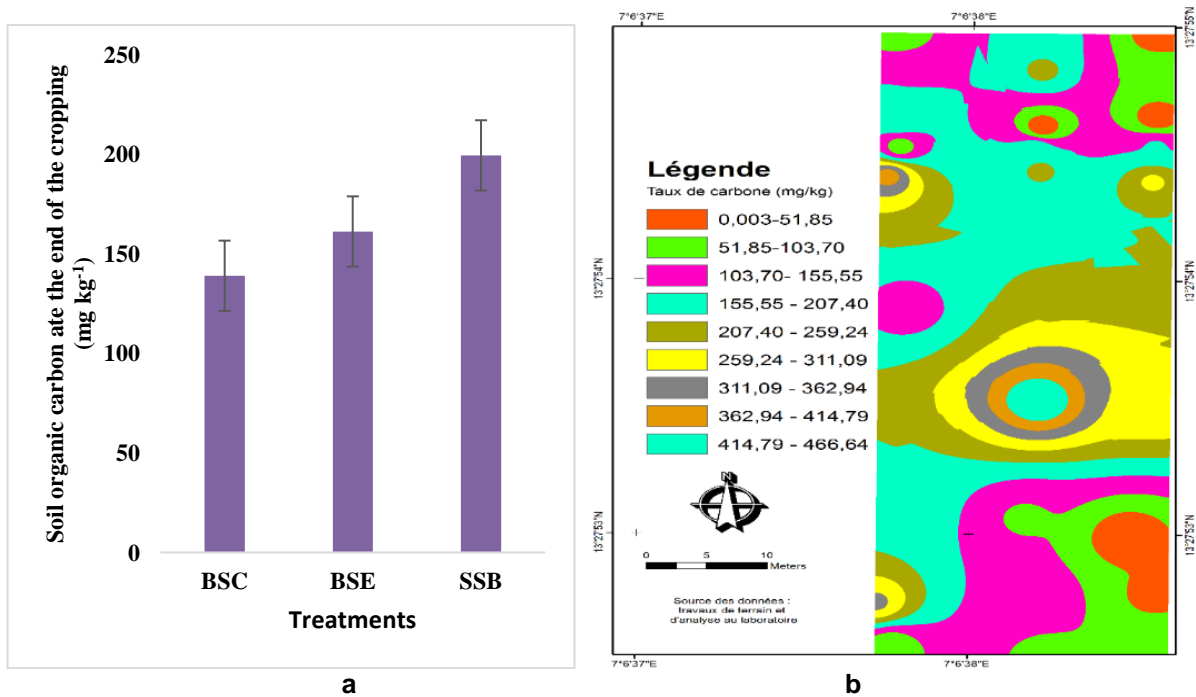 Soil organic carbon ate the end of the cropping
(mg kg-1)
250
200
150
100
50
0
BSC BSE SSB
Treatments
a
7°6'37"E 7°6'38"E
13°27'55"N
13°27'54"N 13°27'54"N
13°27'53"N 13°27'53"N
Légende
Taux de carbone (mg/kg)
0,003-51,85
51,85-103,70
103,70- 155,55
155,55 - 207,40
207,40 - 259,24
259,24 - 311,09
311,09 - 362,94
362,94 - 414,79
414,79 - 466,64
N
0 5 10
Meters
Source des données :
travaux de terrain et
d'analyse au laboratoire
7°6'37"E 7°6'38"E
b